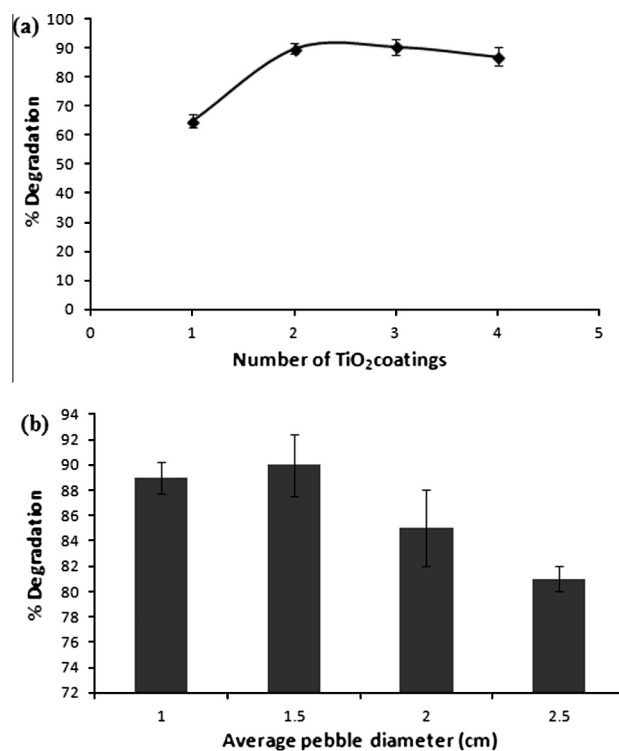 (a)
100
90
80
70
60
50
40
30
20
10
0
% Degradation
0 1 2 3 4 5
Number of TiO₂coatings
(b)
94
92
90
88
86
84
82
80
78
76
74
72
% Degradation
1 1.5 2 2.5
Average pebble diameter (cm)